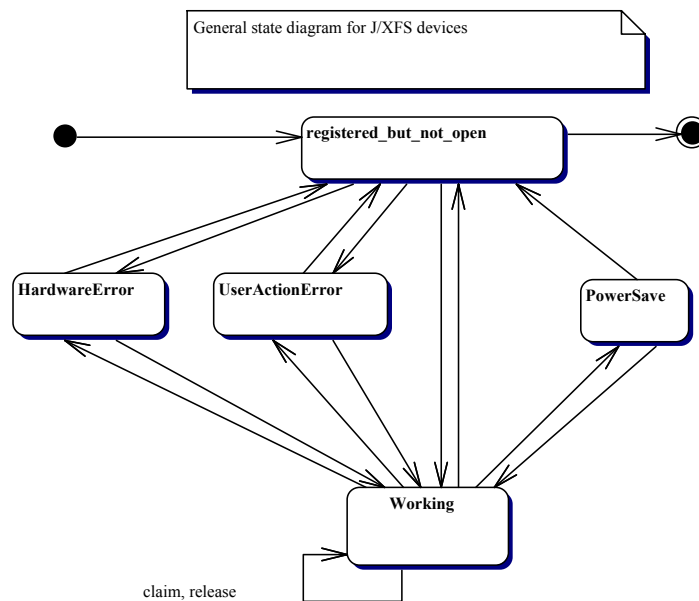 General state diagram for J/XFS devices
registered_but_not_open
HardwareError
UserActionError
PowerSave
Working
claim, release